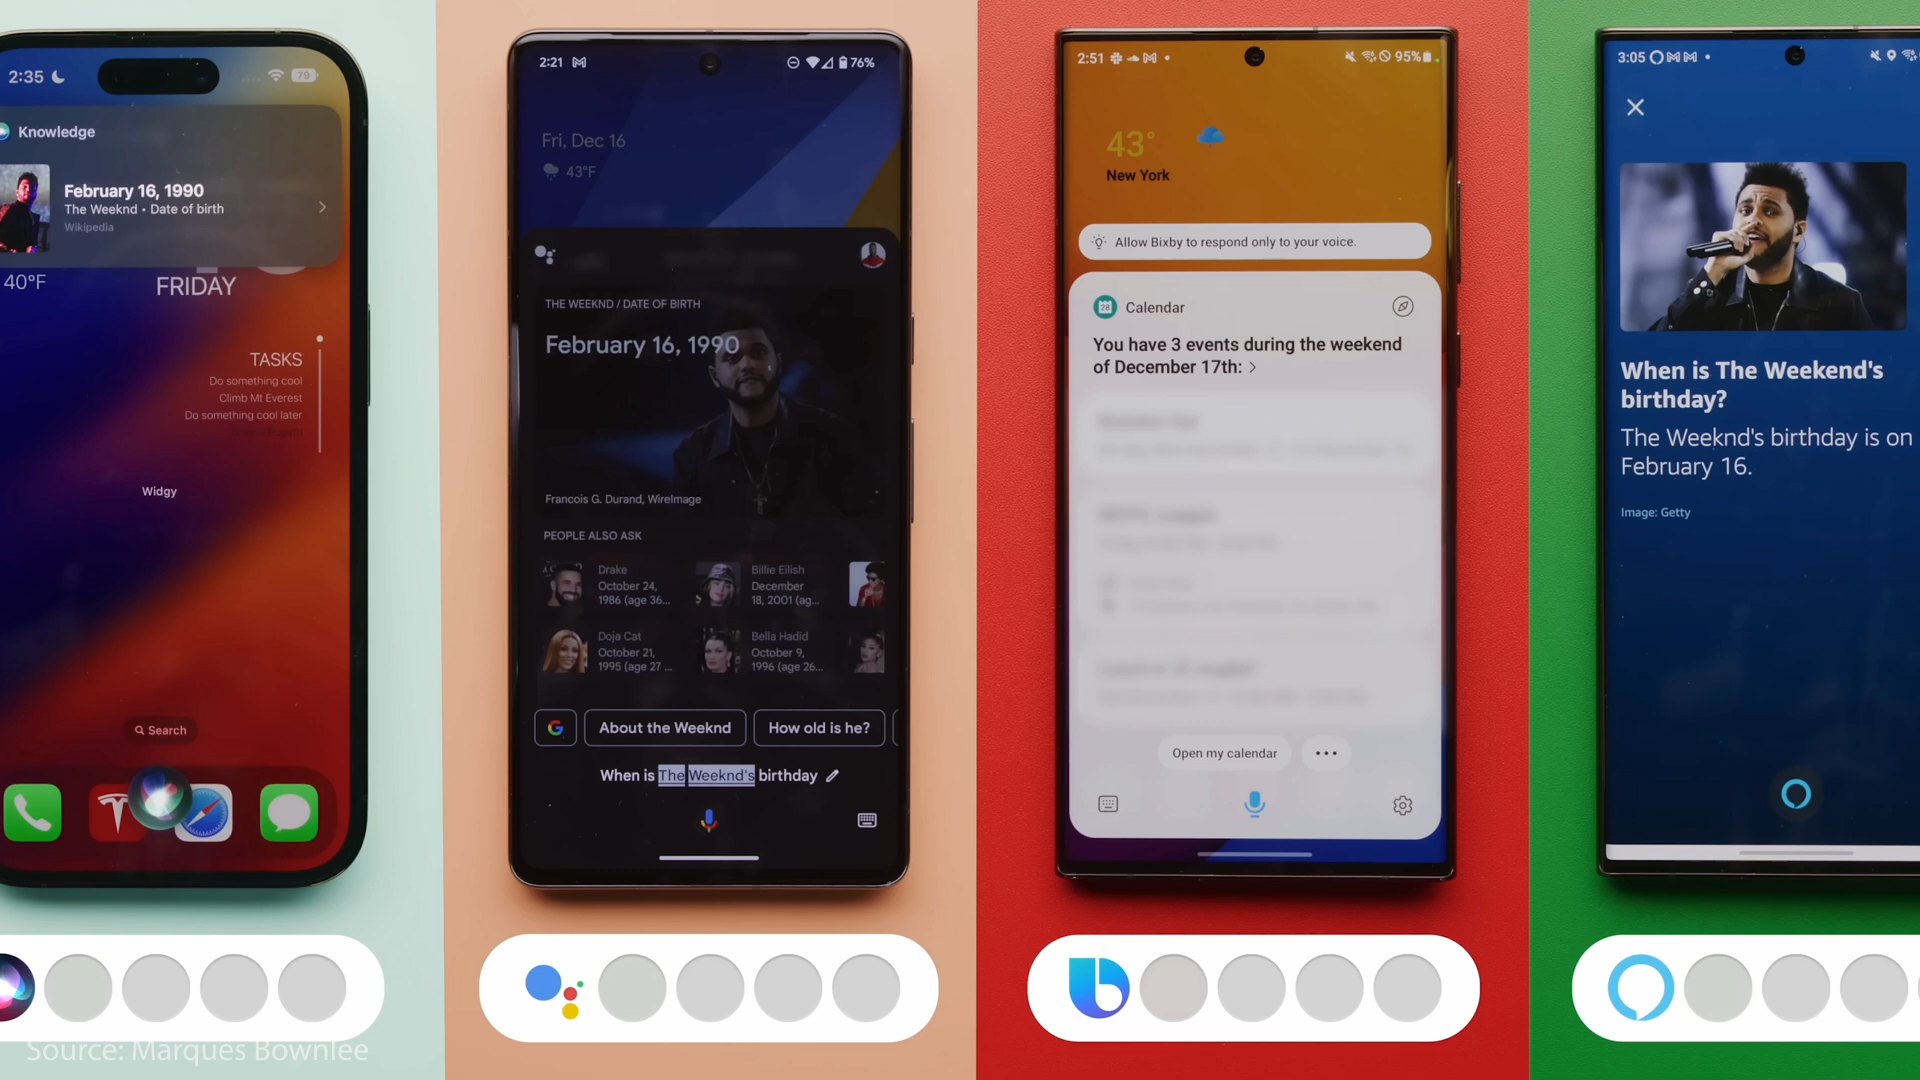 2:35
79
Knowledge
February 16, 1990
The Weeknd • Date of birth
Wikipedia
40°F
FRIDAY
TASKS
Do something cool
Climb Mt Everest
Do something cool later
Widgy
Search
2:21
76%
Fri, Dec 16
43°F
THE WEEKND / DATE OF BIRTH
February 16, 1990
Francois G. Durand, WireImage
PEOPLE ALSO ASK
Drake
October 24,
1986 (age 36...
Billie Eilish
December
18, 2001 (ag...
Doja Cat
October 21,
1995 (age 27 ...
Bella Hadid
October 9,
1996 (age 26...
About the Weeknd
How old is he?
When is The Weeknd's birthday
2:51
95%
43°
New York
Allow Bixby to respond only to your voice.
Calendar
You have 3 events during the weekend
of December 17th: >
Open my calendar
3:05
When is The Weekend's
birthday?
The Weeknd's birthday is on
February 16.
Image: Getty
Source: Marques Bownlee